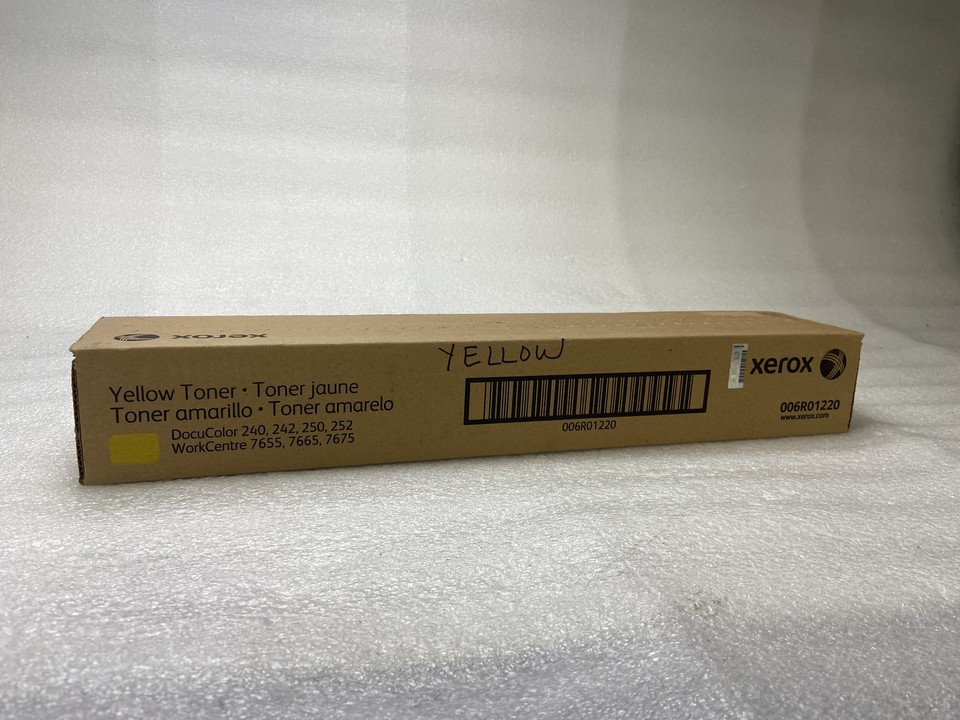 xerox
YELLOW
Yellow Toner • Toner jaune
Toner amarillo • Toner amarelo
DocuColor 240, 242, 250, 252
WorkCentre 7655, 7665, 7675
006R01220
xerox
006R01220
www.xerox.com